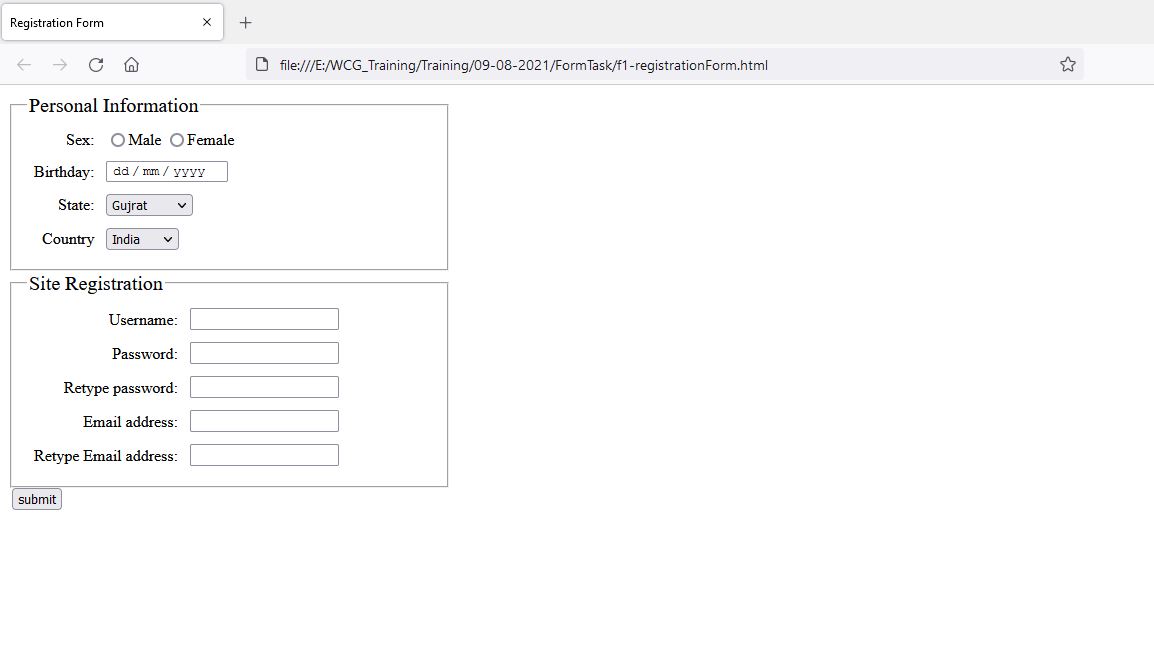 Registration Form
file:///E:/WCG_Training/Training/09-08-2021/FormTask/f1-registrationForm.html
Personal Information
Sex: Male Female
Birthday: dd / mm / yyyy
State: Gujrat
Country India
Site Registration
Username:
Password:
Retype password:
Email address:
Retype Email address:
submit